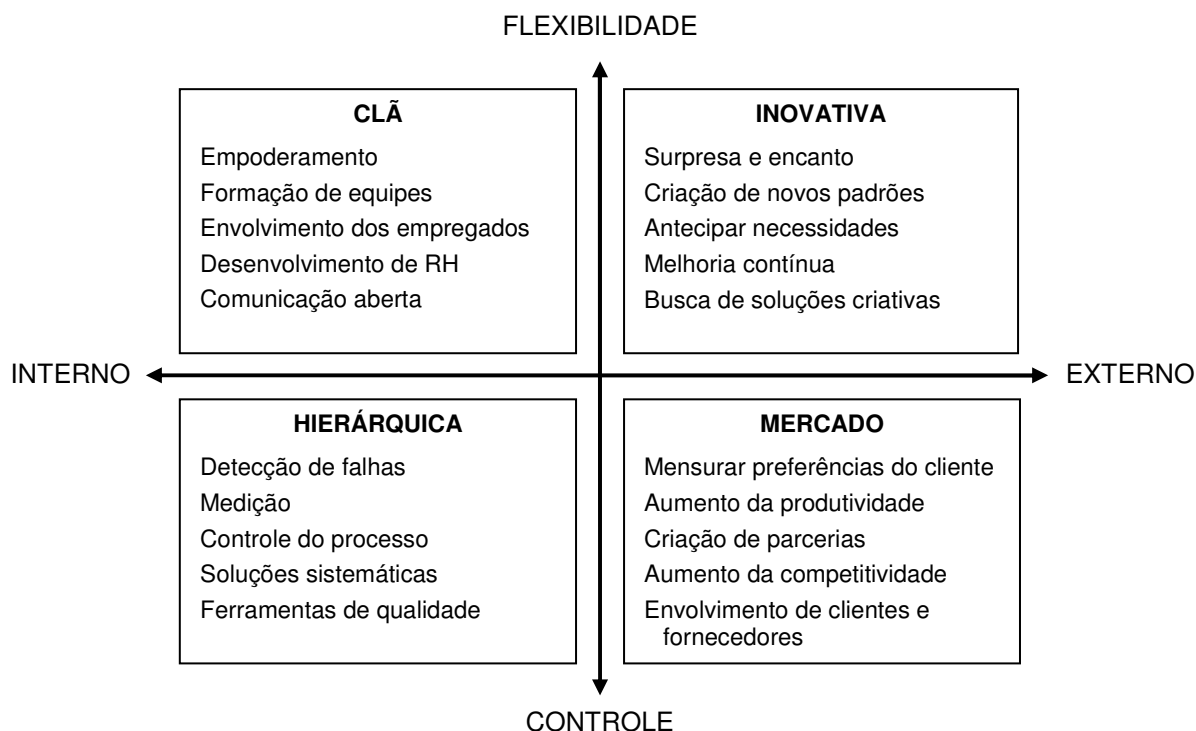 FLEXIBILIDADE
CLÃ
Empoderamento
Formação de equipes
Envolvimento dos empregados
Desenvolvimento de RH
Comunicação aberta
INOVATIVA
Surpresa e encanto
Criação de novos padrões
Antecipar necessidades
Melhoria contínua
Busca de soluções criativas
INTERNO
EXTERNO
HIERÁRQUICA
Detecção de falhas
Medição
Controle do processo
Soluções sistemáticas
Ferramentas de qualidade
MERCADO
Mensurar preferências do cliente
Aumento da produtividade
Criação de parcerias
Aumento da competitividade
Envolvimento de clientes e
fornecedores
CONTROLE